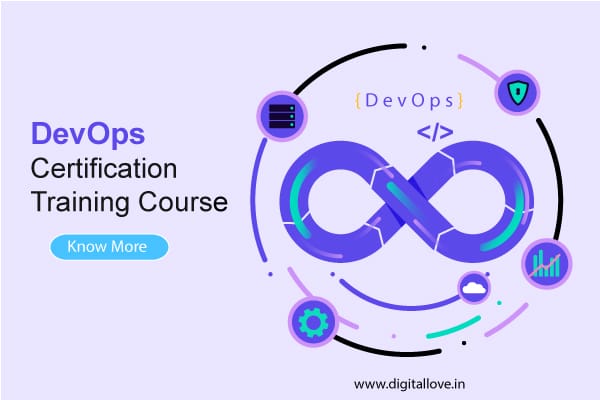 DevOps
Certification
Training Course
Know More
{DevOps}
</>
www.digitallove.in